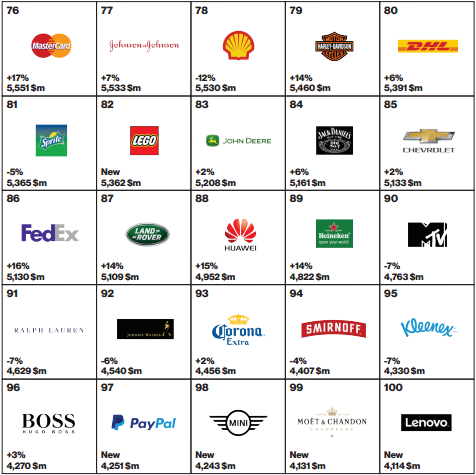 76
MasterCard
+17%
5,551 $m
77
Johnson & Johnson
+7%
5,533 $m
78
-12%
5,530 $m
79
MOTOR
HARLEY-DAVIDSON
CYCLES
+14%
5,460 $m
80
DHL
+6%
5,391 $m
81
Sprite
-5%
5,365 $m
82
LEGO
New
5,362 $m
83
JOHN DEERE
+2%
5,208 $m
84
JACK DANIEL'S
+6%
5,161 $m
85
CHEVROLET
+2%
5,133 $m
86
FedEx
+16%
5,130 $m
87
LAND-
ROVER
+14%
5,109 $m
88
HUAWEI
+15%
4,952 $m
89
Heineken
open your world
+14%
4,822 $m
90
MTV
-7%
4,763 $m
91
RALPH LAUREN
-7%
4,629 $m
92
JOHNNIE WALKER
-6%
4,540 $m
93
Corona
Extra
+2%
4,456 $m
94
SMIRNOFF
-4%
4,407 $m
95
Kleenex
-7%
4,330 $m
96
BOSS
HUGO BOSS
+3%
4,270 $m
97
PayPal
New
4,251 $m
98
MINI
New
4,243 $m
99
MOËT & CHANDON
CHAMPAGNE
New
4,131 $m
100
Lenovo
New
4,114 $m